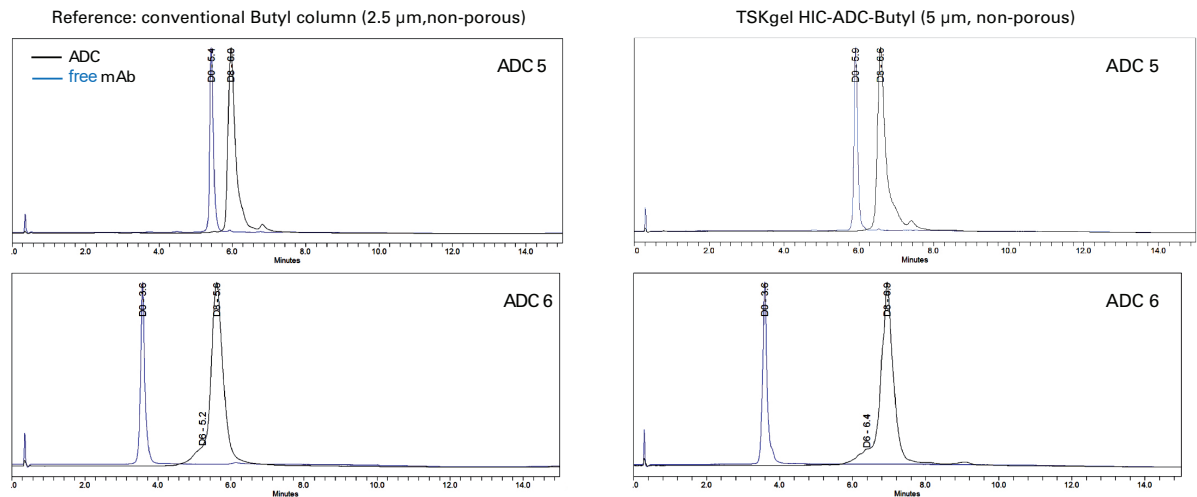 Reference: conventional Butyl column (2.5 µm,non-porous)
ADC
free mAb
D0 - 5.4
D8 - 6.0
ADC 5
.0 2.0 4.0 6.0 8.0 10.0 12.0 14.0
Minutes
D0 - 3.6
D6 - 5.2
D8 - 5.6
ADC 6
.0 2.0 4.0 6.0 8.0 10.0 12.0 14.0
Minutes
TSKgel HIC-ADC-Butyl (5 µm, non-porous)
D0 - 5.9
D8 - 6.6
ADC 5
.0 2.0 4.0 6.0 8.0 10.0 12.0 14.0
Minutes
D0 - 3.6
D6 - 6.4
D8 - 6.9
ADC 6
.0 2.0 4.0 6.0 8.0 10.0 12.0 14.0
Minutes